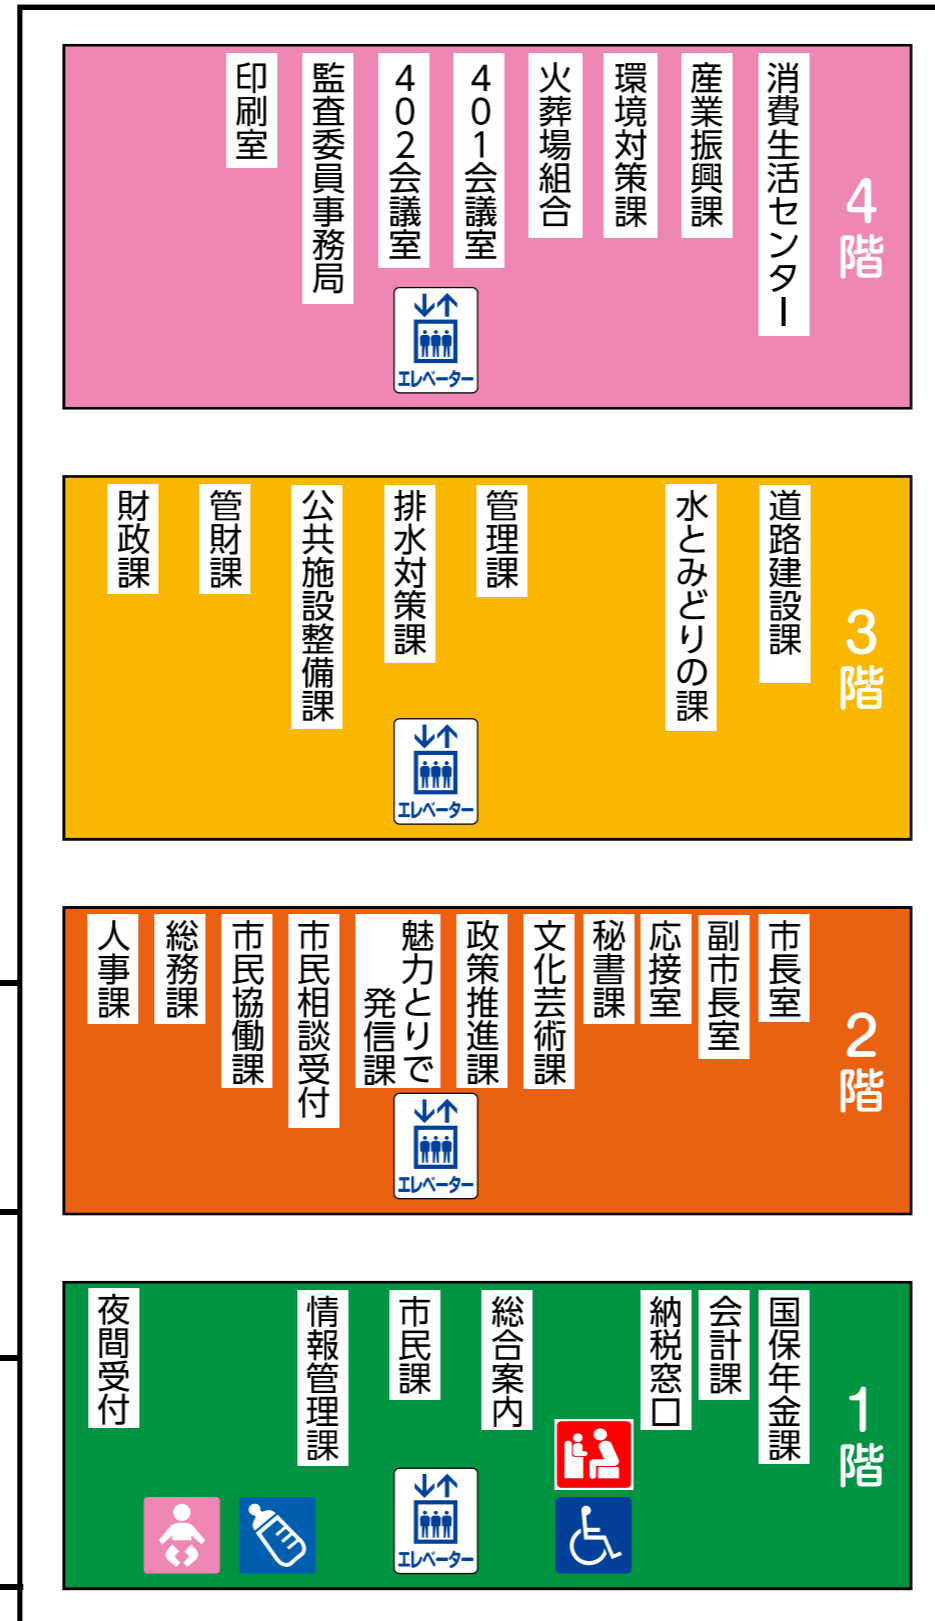 4階
消費生活センター
産業振興課
環境対策課
火葬場組合
401会議室
402会議室
監査委員事務局
印刷室
エレベーター
3階
道路建設課
水とみどりの課
管理課
排水対策課
公共施設整備課
管財課
財政課
エレベーター
2階
市長室
副市長室
応接室
秘書課
文化芸術課
政策推進課
魅力とりで
発信課
市民相談受付
市民協働課
総務課
人事課
エレベーター
1階
国保年金課
会計課
納税窓口
総合案内
市民課
情報管理課
夜間受付
エレベーター